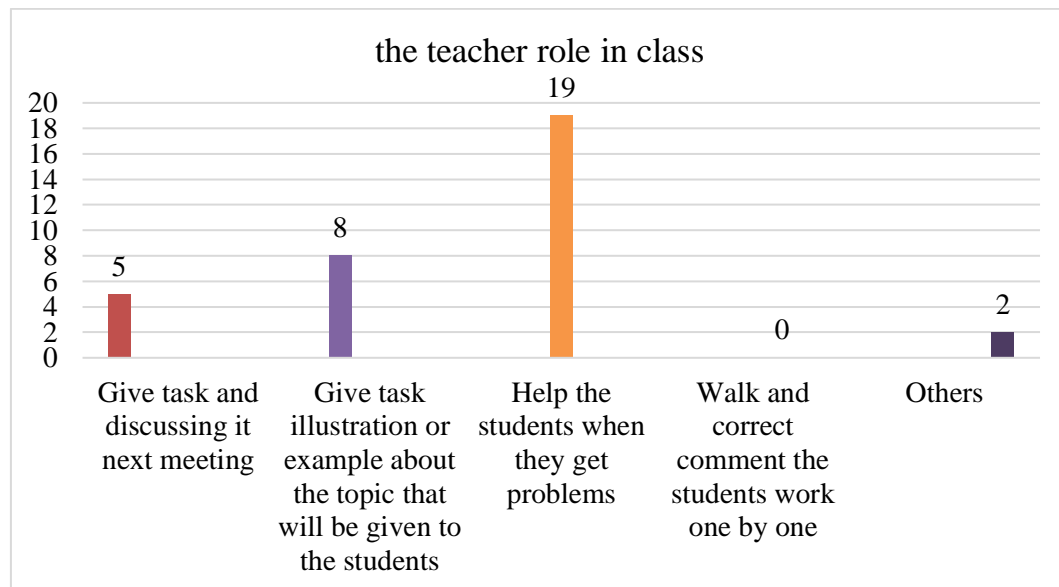 the teacher role in class
19
20
18
16
14
12
10
8
6
4
2
0
5
8
0
2
Give task and
discussing it
next meeting
Give task
illustration or
example about
the topic that
will be given to
the students
Help the
students when
they get
problems
Walk and
correct
comment the
students work
one by one
Others